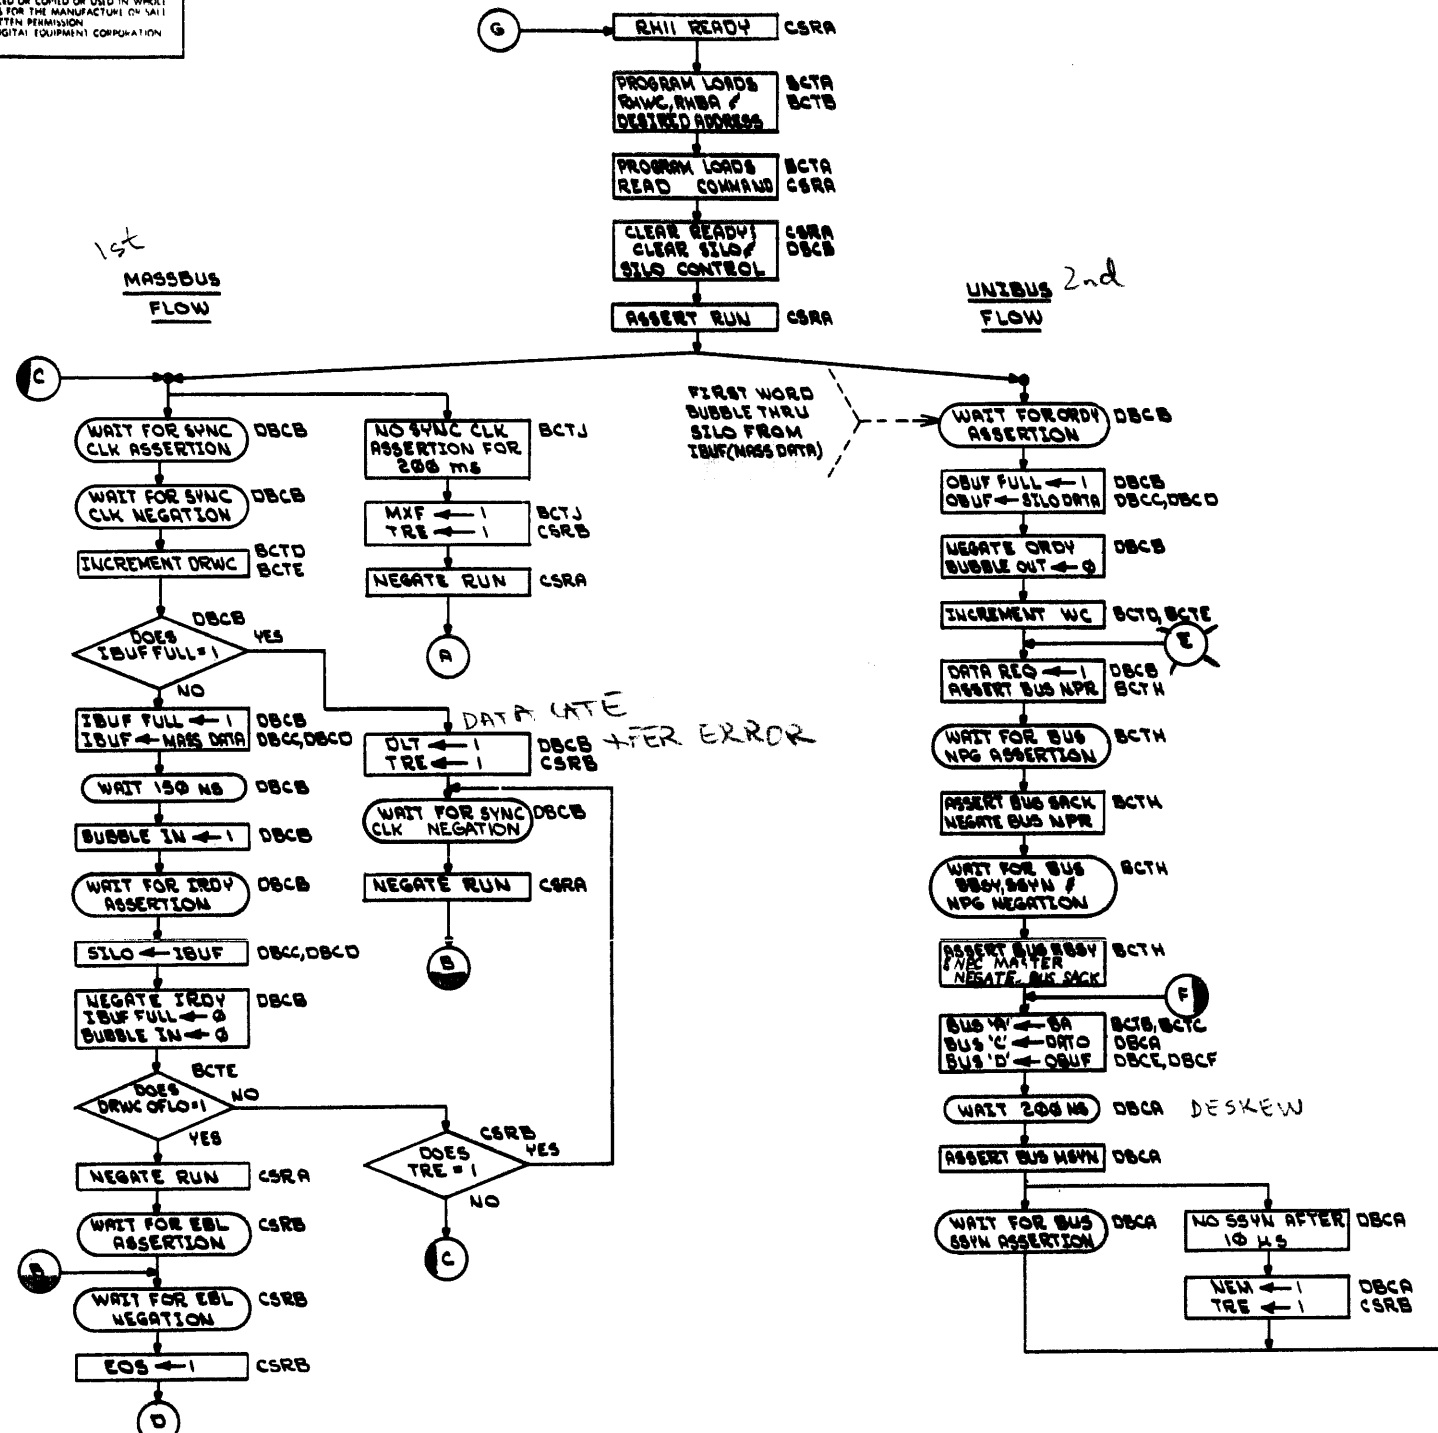 FOR THE MANUFACTURE OR SALE
TTEN PERMISSION
DIGITAL EQUIPMENT CORPORATION
G
RH11 READY CSRA
PROGRAM LOADS BCTA
RHWC, RHBA & BCTB
DESIRED ADDRESS
PROGRAM LOADS BCTA
READ COMMAND CSRA
CLEAR READY; CSRA
CLEAR SILO & DBCB
SILO CONTROL
ASSERT RUN CSRA
1st
MASSBUS
FLOW
UNIBUS 2nd
FLOW
C
WAIT FOR SYNC DBCB
CLK ASSERTION
WAIT FOR SYNC DBCB
CLK NEGATION
INCREMENT DRWC BCTD
BCTE
DBCB
DOES
IBUF FULL=1
YES
NO
IBUF FULL ← 1 DBCB
IBUF ← MASS DATA DBCC,DBCD
WAIT 150 NS DBCB
BUBBLE IN ← 1 DBCB
WAIT FOR IRDY DBCB
ASSERTION
SILO ← IBUF DBCC,DBCD
NEGATE IRDY DBCB
IBUF FULL ← 0
BUBBLE IN ← 0
BCTE
DOES
DRWC OFLO=1
NO
YES
NEGATE RUN CSRA
WAIT FOR EBL CSRB
ASSERTION
B
WAIT FOR EBL CSRB
NEGATION
EOS ← 1 CSRB
D
NO SYNC CLK BCTJ
ASSERTION FOR
200 ms
MXF ← 1 BCTJ
TRE ← 1 CSRB
NEGATE RUN CSRA
A
DATA LATE
XFER ERROR
DLT ← 1 DBCB
TRE ← 1 CSRB
WAIT FOR SYNC DBCB
CLK NEGATION
NEGATE RUN CSRA
B
CSRB
DOES
TRE = 1
YES
NO
C
FIRST WORD
BUBBLE THRU
SILO FROM
IBUF(MASS DATA)
WAIT FOR ORDY DBCB
ASSERTION
OBUF FULL ← 1 DBCB
OBUF ← SILO DATA DBCC,DBCD
NEGATE ORDY DBCB
BUBBLE OUT ← 0
INCREMENT WC BCTD, BCTE
E
DATA REQ ← 1 DBCB
ASSERT BUS NPR BCTH
WAIT FOR BUS BCTH
NPG ASSERTION
ASSERT BUS SACK BCTH
NEGATE BUS NPR
WAIT FOR BUS BCTH
BBSY, SSYN &
NPG NEGATION
ASSERT BUS BBSY BCTH
& NPC MASTER
NEGATE BUS SACK
F
BUS 'A' ← BA BCTB, BCTC
BUS 'C' ← DATO DBCA
BUS 'D' ← OBUF DBCE, DBCF
WAIT 200 NS DBCA DESKEW
ASSERT BUS MSYN DBCA
WAIT FOR BUS DBCA
SSYN ASSERTION
NO SSYN AFTER DBCA
10 µS
NEM ← 1 DBCA
TRE ← 1 CSRB